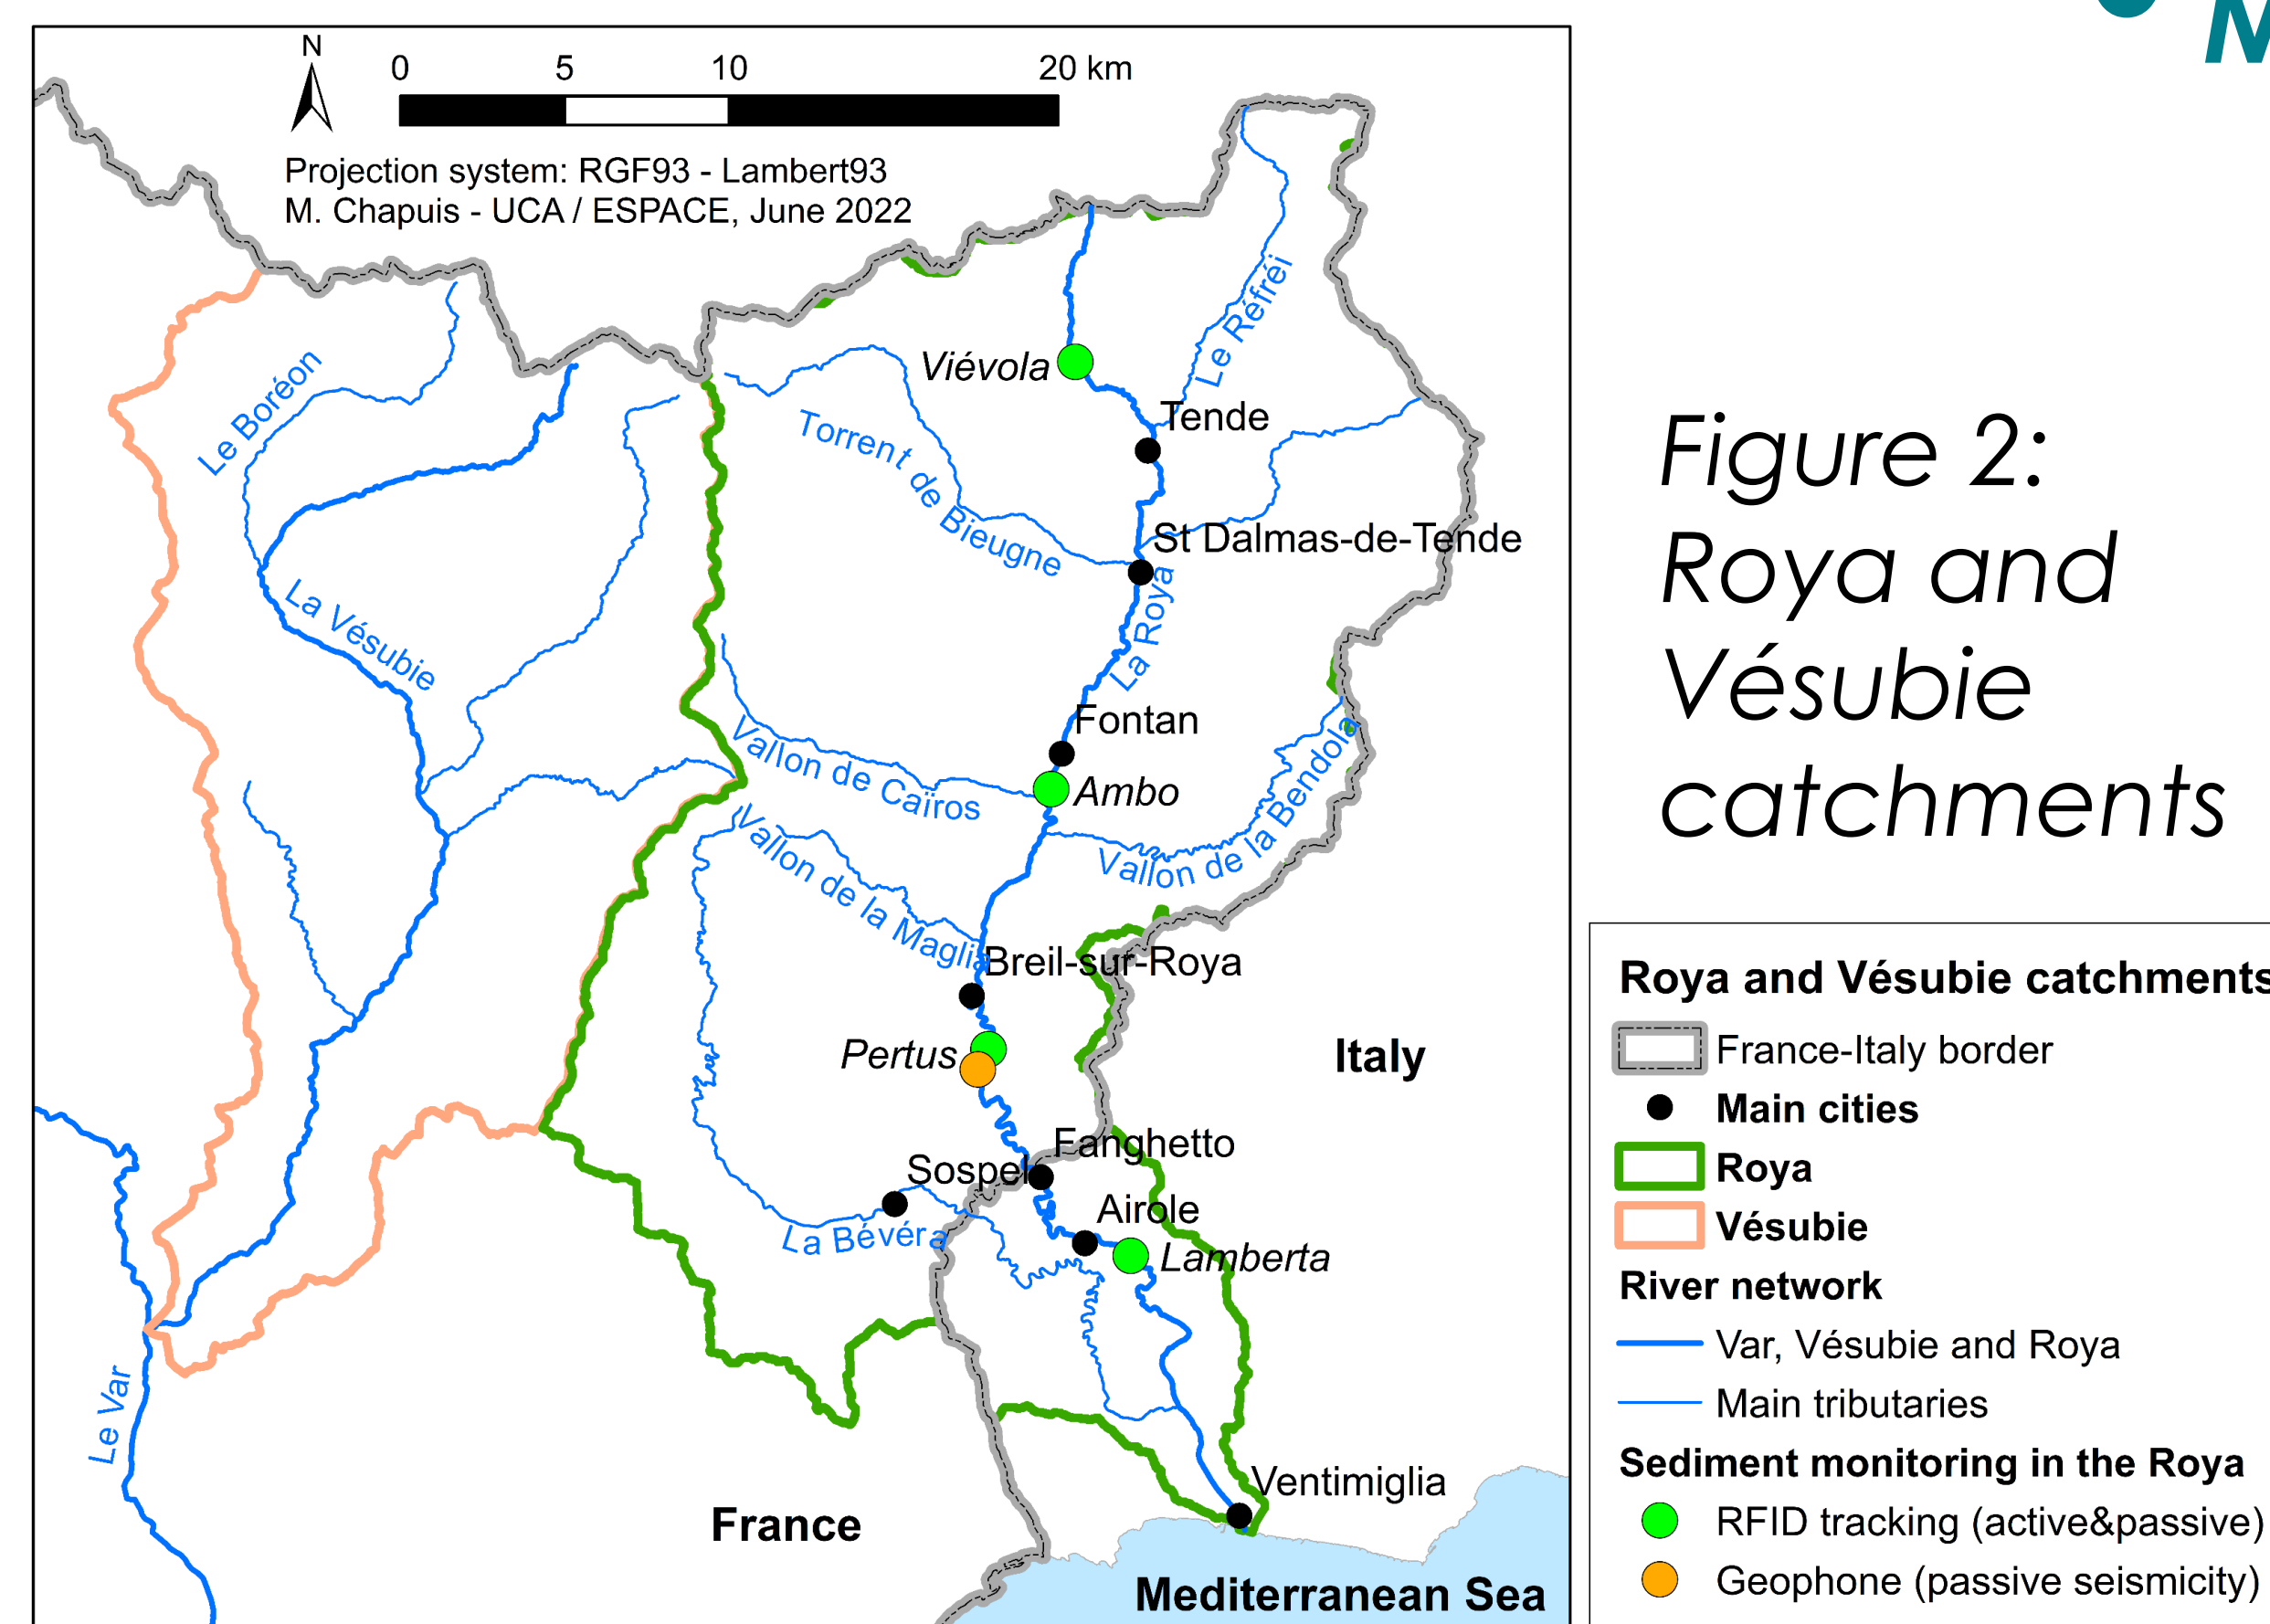 M
N
0 5 10 20 km
Projection system: RGF93 - Lambert93
M. Chapuis - UCA / ESPACE, June 2022
Le Réfréi
Viévola
Le Boréon
Tende
Torrent de Bieugne
St Dalmas-de-Tende
La Vésubie
La Roya
Fontan
Vallon de Caïros
Ambo
Vallon de la Bendola
Vallon de la Maglia
Breil-sur-Roya
Pertus
Italy
Fanghetto
Sospel
Airole
La Bévéra
Lamberta
Le Var
Ventimiglia
France
Mediterranean Sea
Figure 2:
Roya and
Vésubie
catchments
Roya and Vésubie catchments
France-Italy border
Main cities
Roya
Vésubie
River network
Var, Vésubie and Roya
Main tributaries
Sediment monitoring in the Roya
RFID tracking (active&passive)
Geophone (passive seismicity)